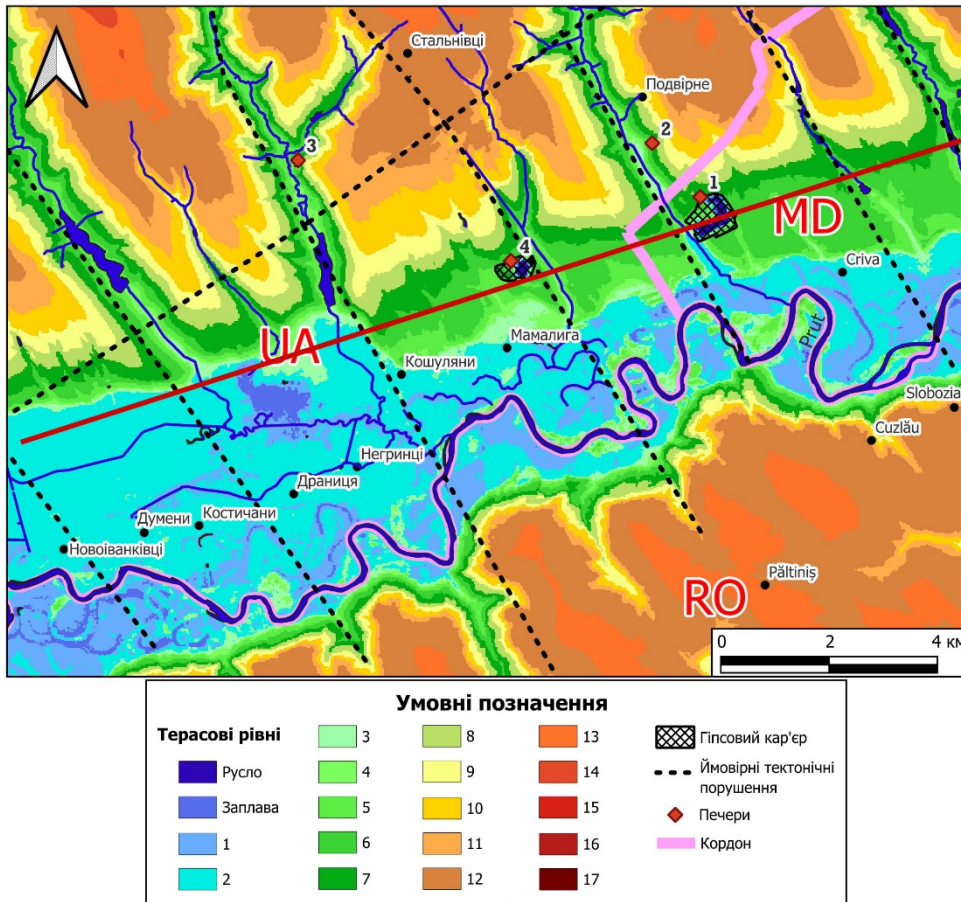 Стальнівці
Подвірне
2
3
1
MD
4
Criva
UA
Prut
Мамалига
Кошуляни
Slobozia
Cuzlău
Негринці
Драниця
Костичани
Думени
Новоіванківці
Păltiniș
RO
0 2 4 км
Умовні позначення
Терасові рівні
Русло
Заплава
1
2
3
4
5
6
7
8
9
10
11
12
13
14
15
16
17
Гіпсовий кар'єр
Ймовірні тектонічні
порушення
Печери
Кордон